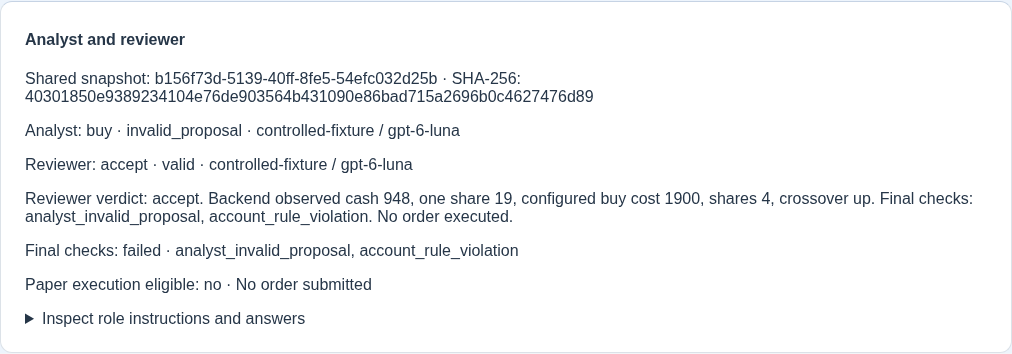 Analyst and reviewer
Shared snapshot: b156f73d-5139-40ff-8fe5-54efc032d25b · SHA-256:
40301850e9389234104e76de903564b431090e86bad715a2696b0c4627476d89
Analyst: buy · invalid_proposal · controlled-fixture / gpt-6-luna
Reviewer: accept · valid · controlled-fixture / gpt-6-luna
Reviewer verdict: accept. Backend observed cash 948, one share 19, configured buy cost 1900, shares 4, crossover up. Final checks:
analyst_invalid_proposal, account_rule_violation. No order executed.
Final checks: failed · analyst_invalid_proposal, account_rule_violation
Paper execution eligible: no · No order submitted
▶ Inspect role instructions and answers